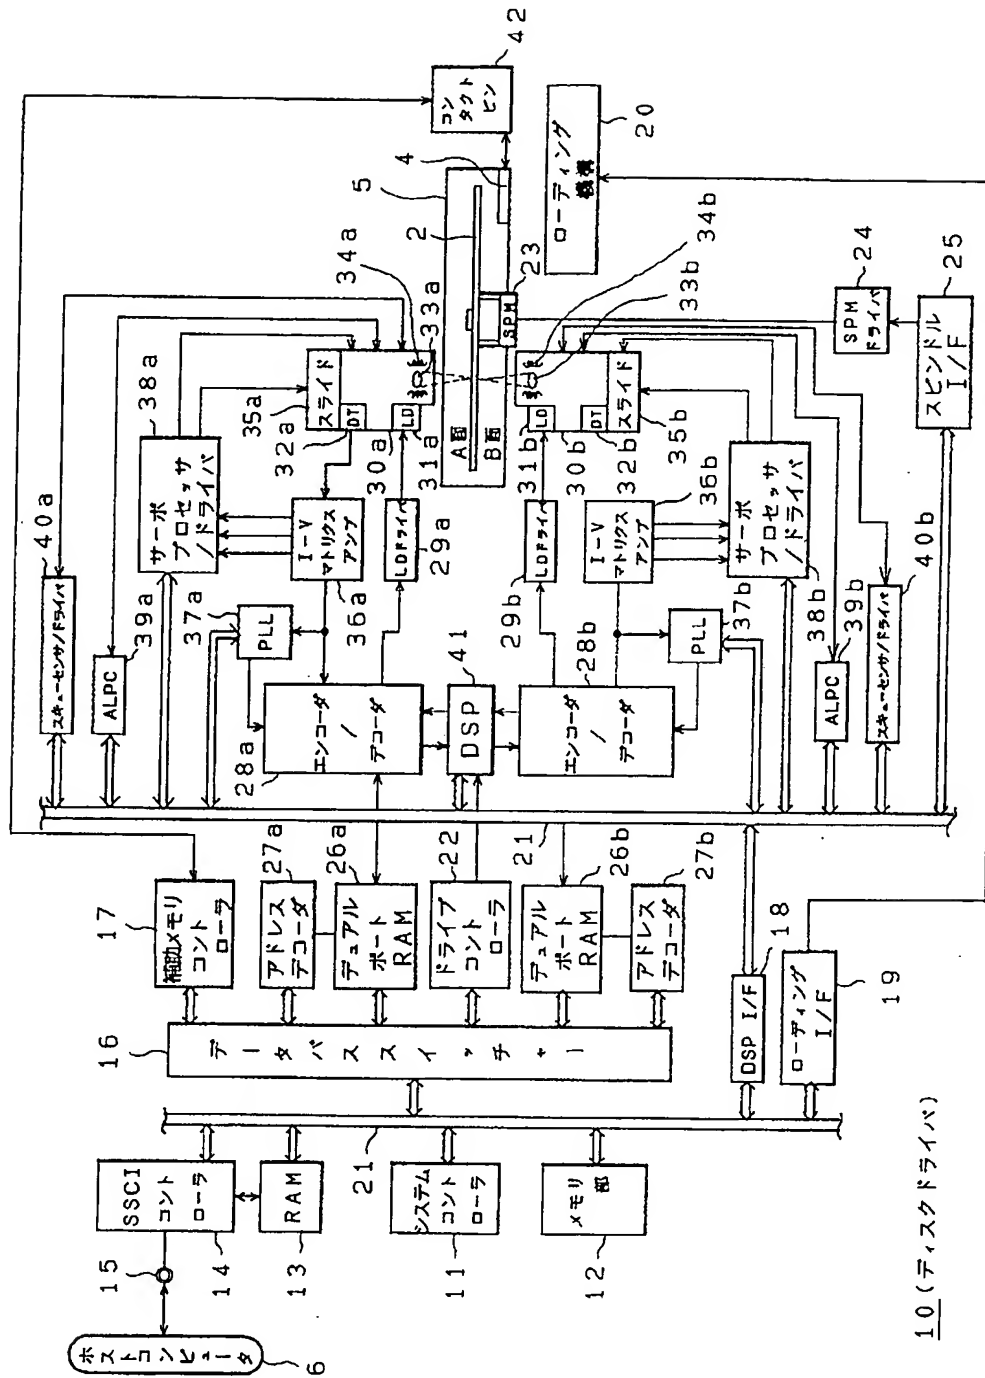 ホストコンピュータ
6
15
SSCI
コント
ローラ
14
RAM
13
システム
コント
ローラ
11
メモリ
部
12
21
データバススイッチャー
16
補助メモリ
コント
ローラ
17
アドレス
デコーダ
27a
デュアル
ポート
RAM
26a
ドライブ
コント
ローラ
22
デュアル
ポート
RAM
26b
アドレス
デコーダ
27b
21
DSP I/F
18
ローディング
I/F
19
スキューセンサ/ドライバ
40a
ALPC
39a
サーボ
プロセッサ
/ドライバ
38a
PLL
37a
エンコーダ
/
デコーダ
28a
I-V
マトリクス
アンプ
36a
LDドライバ
29a
DSP
41
エンコーダ
/
デコーダ
28b
LDドライバ
29b
I-V
マトリクス
アンプ
36b
PLL
37b
サーボ
プロセッサ
/ドライバ
38b
ALPC
39b
スキューセンサ/ドライバ
40b
スライド
35a
DT
32a
30a
LD
31a
33a
34a
A面
B面
2
5
4
コン
タクト
ピン
42
SPM
23
LD
31b
30b
DT
32b
スライド
35b
33b
34b
ローディング
機構
20
SPM
ドライバ
24
スピンドル
I/F
25
10(ディスクドライバ)